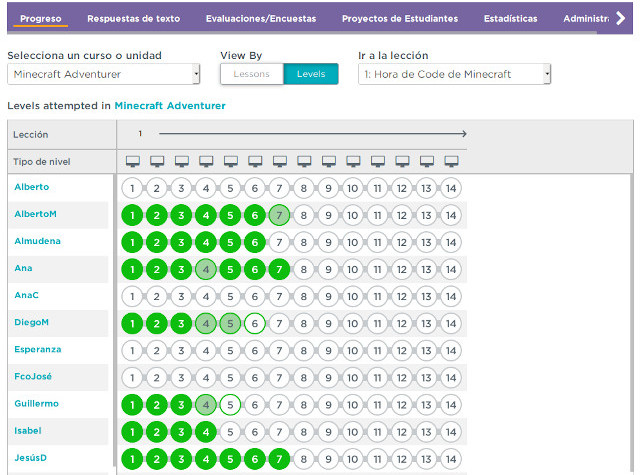 Progreso Respuestas de texto Evaluaciones/Encuestas Proyectos de Estudiantes Estadísticas Administra
Selecciona un curso o unidad View By Ir a la lección
Minecraft Adventurer Lessons Levels 1: Hora de Code de Minecraft
Levels attempted in Minecraft Adventurer
Lección 1
Tipo de nivel
Alberto 1 2 3 4 5 6 7 8 9 10 11 12 13 14
AlbertoM 1 2 3 4 5 6 7 8 9 10 11 12 13 14
Almudena 1 2 3 4 5 6 7 8 9 10 11 12 13 14
Ana 1 2 3 4 5 6 7 8 9 10 11 12 13 14
AnaC 1 2 3 4 5 6 7 8 9 10 11 12 13 14
DiegoM 1 2 3 4 5 6 7 8 9 10 11 12 13 14
Esperanza 1 2 3 4 5 6 7 8 9 10 11 12 13 14
FcoJosé 1 2 3 4 5 6 7 8 9 10 11 12 13 14
Guillermo 1 2 3 4 5 6 7 8 9 10 11 12 13 14
Isabel 1 2 3 4 5 6 7 8 9 10 11 12 13 14
JesúsD 1 2 3 4 5 6 7 8 9 10 11 12 13 14